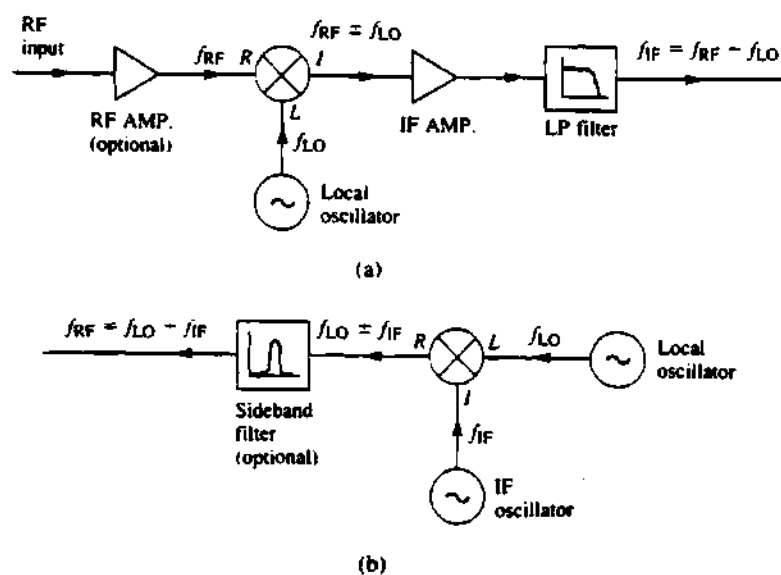 RF
input
RF AMP.
(optional)
fRF
R
fRF ± fLO
I
L
fLO
Local
oscillator
IF AMP.
LP filter
fIF = fRF − fLO
(a)
fRF = fLO − fIF
Sideband
filter
(optional)
fLO ± fIF
R
L
fLO
Local
oscillator
I
fIF
IF
oscillator
(b)